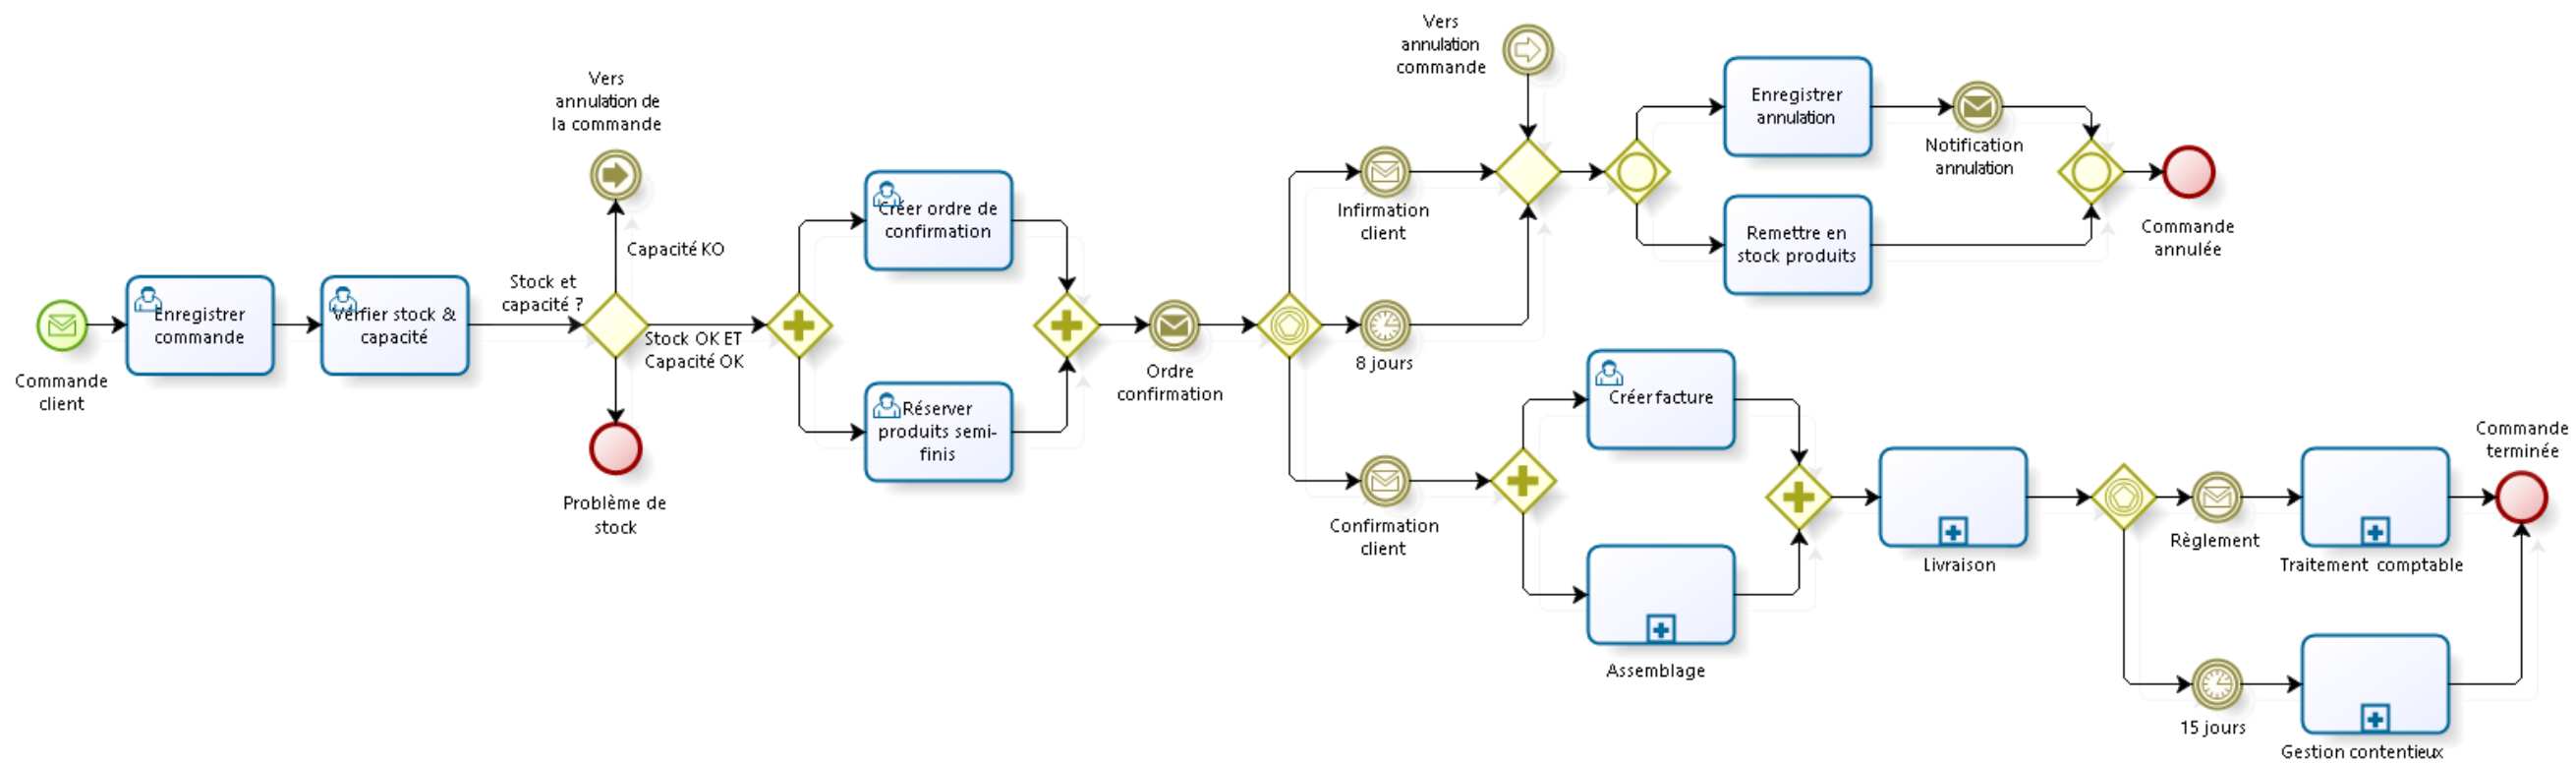 Commande
client
Enregistrer
commande
Vérfier stock &
capacité
Stock et
capacité ?
Vers
annulation de
la commande
Capacité KO
Stock OK ET
Capacité OK
Problème de
stock
Créer ordre de
confirmation
Réserver
produits semi-
finis
Ordre
confirmation
Vers
annulation
commande
Infirmation
client
8 jours
Confirmation
client
Enregistrer
annulation
Notification
annulation
Remettre en
stock produits
Commande
annulée
Créer facture
Assemblage
Livraison
Règlement
Traitement comptable
Commande
terminée
15 jours
Gestion contentieux